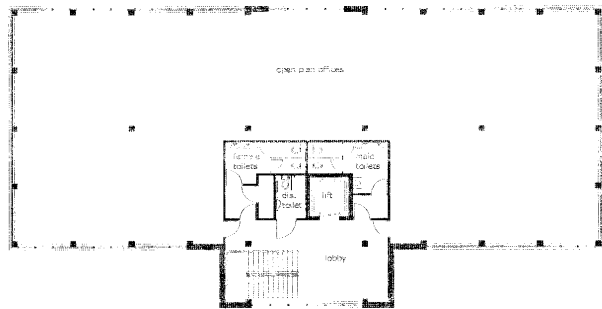 open plan offices
female
toilets
male
toilets
dis.
toilet
lift
lobby